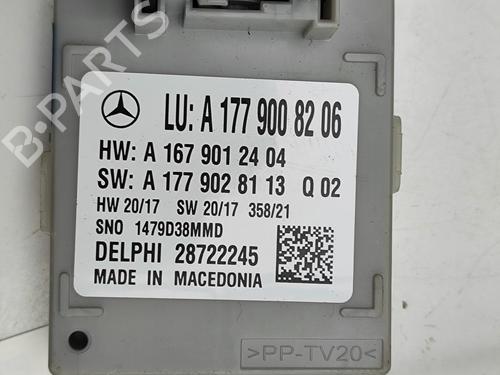 LU: A 177 900 82 06
HW: A 167 901 24 04
SW: A 177 902 81 13 Q 02
HW 20/17 SW 20/17 358/21
SNO 1479D38MMD
DELPHI 28722245
MADE IN MACEDONIA
>PP-TV20<
B-PARTS